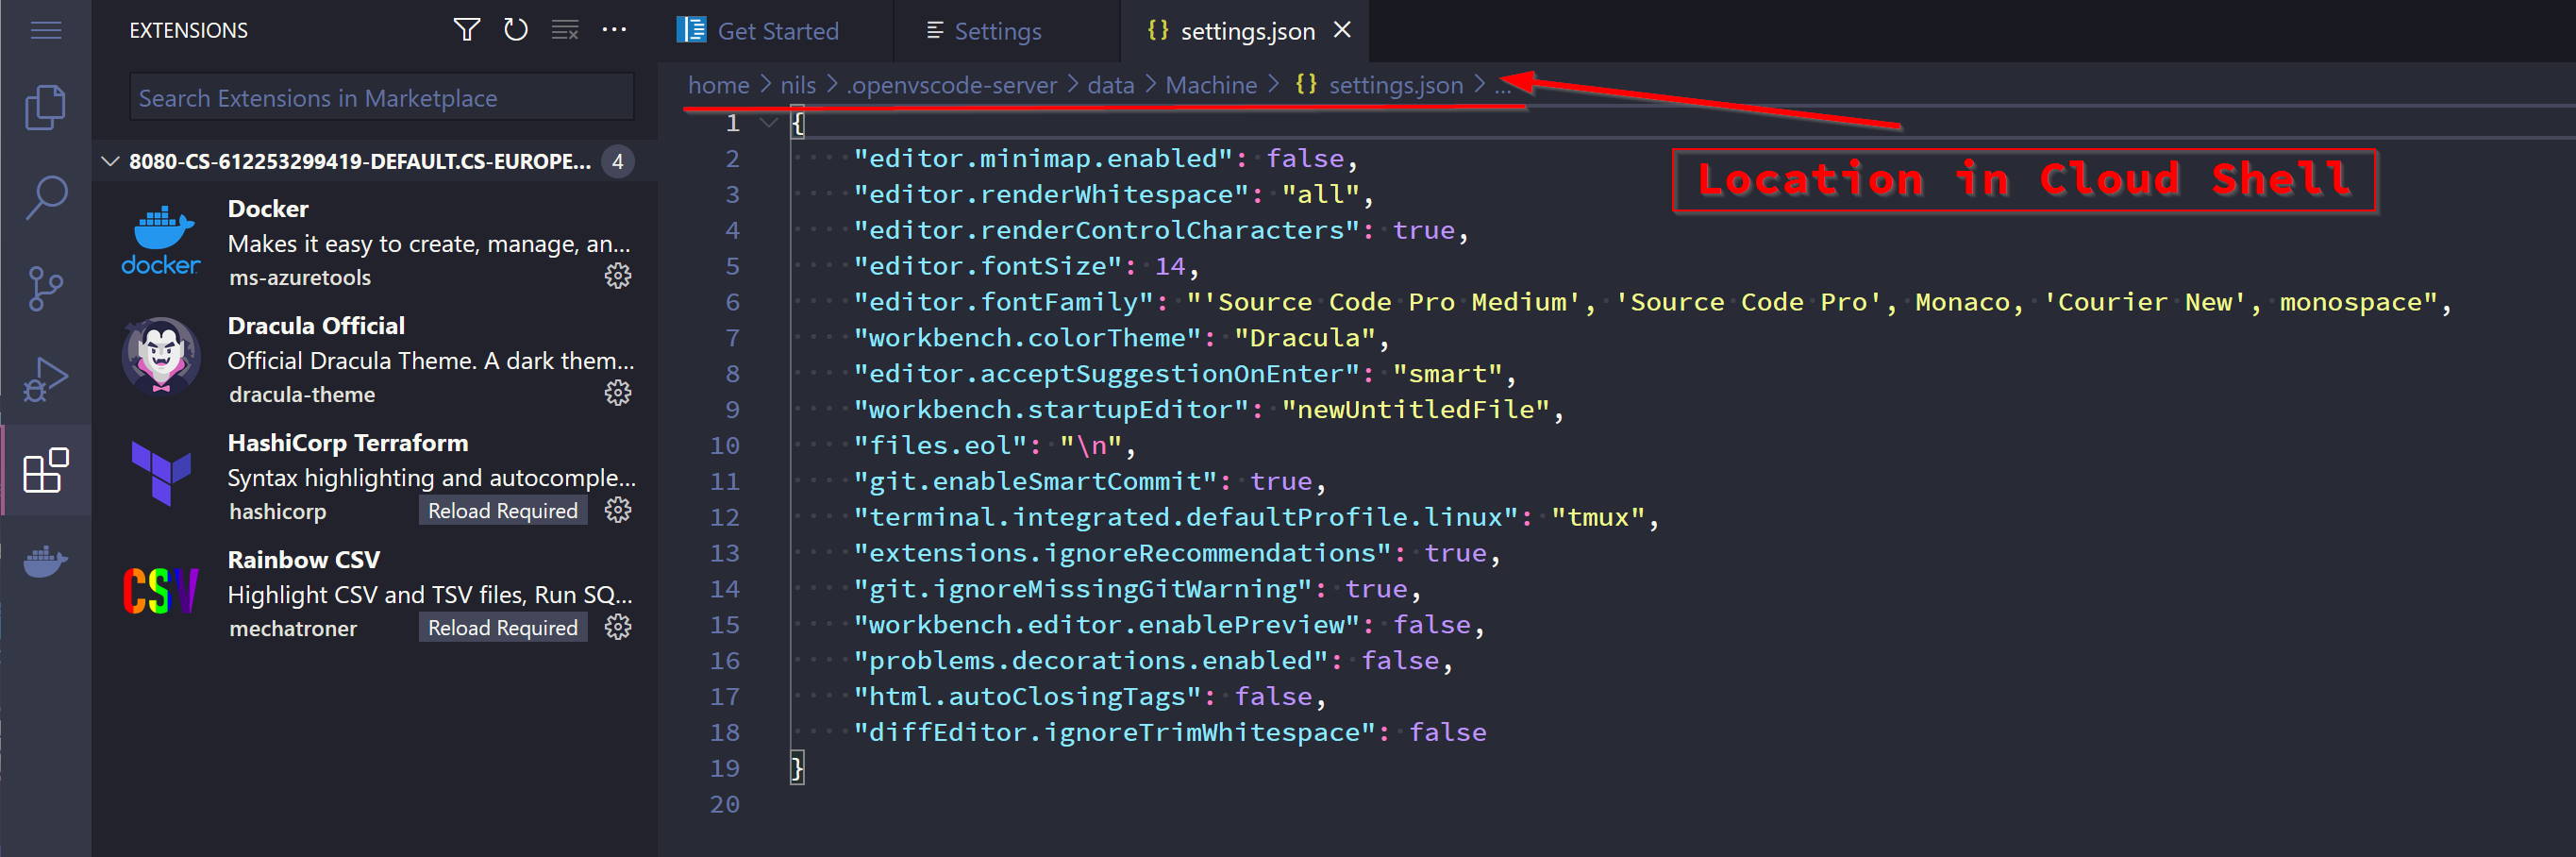 EXTENSIONS
Search Extensions in Marketplace
8080-CS-612253299419-DEFAULT.CS-EUROPE... 4
Docker
Makes it easy to create, manage, an...
ms-azuretools
docker
Dracula Official
Official Dracula Theme. A dark them...
dracula-theme
HashiCorp Terraform
Syntax highlighting and autocomple...
hashicorp Reload Required
Rainbow CSV
Highlight CSV and TSV files, Run SQ...
mechatroner Reload Required
CSV
Get Started Settings {} settings.json
home > nils > .openvscode-server > data > Machine > {} settings.json > ...
Location in Cloud Shell
1 {
2 "editor.minimap.enabled": false,
3 "editor.renderWhitespace": "all",
4 "editor.renderControlCharacters": true,
5 "editor.fontSize": 14,
6 "editor.fontFamily": "'Source Code Pro Medium', 'Source Code Pro', Monaco, 'Courier New', monospace",
7 "workbench.colorTheme": "Dracula",
8 "editor.acceptSuggestionOnEnter": "smart",
9 "workbench.startupEditor": "newUntitledFile",
10 "files.eol": "\n",
11 "git.enableSmartCommit": true,
12 "terminal.integrated.defaultProfile.linux": "tmux",
13 "extensions.ignoreRecommendations": true,
14 "git.ignoreMissingGitWarning": true,
15 "workbench.editor.enablePreview": false,
16 "problems.decorations.enabled": false,
17 "html.autoClosingTags": false,
18 "diffEditor.ignoreTrimWhitespace": false
19 }
20